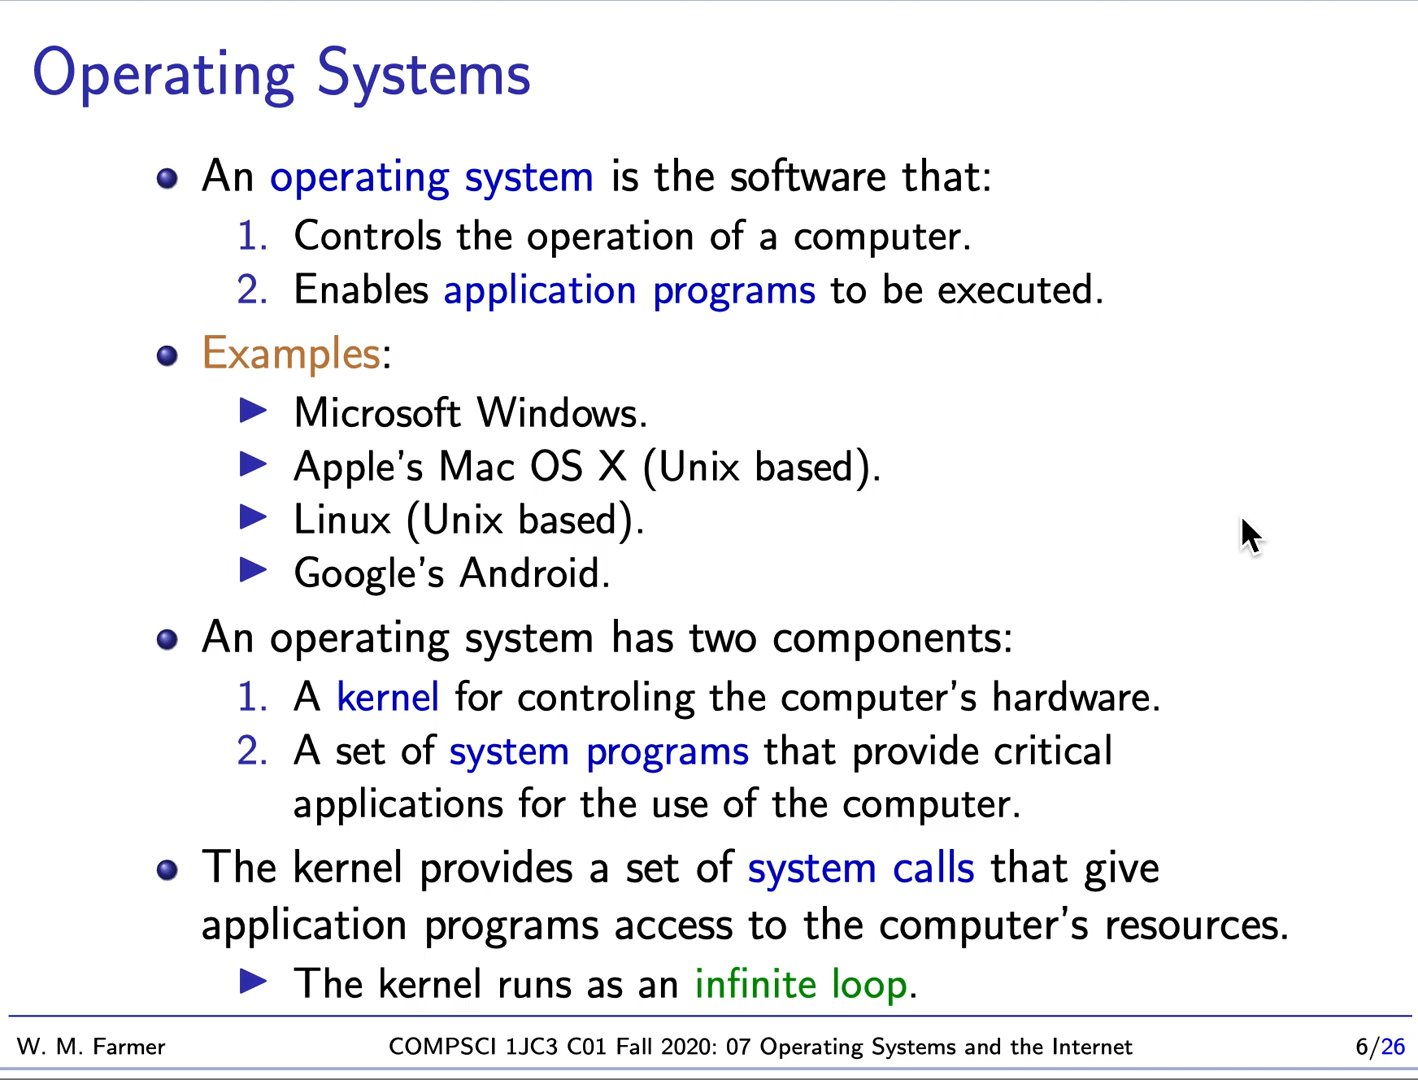 Operating Systems
An operating system is the software that:
1. Controls the operation of a computer.
2. Enables application programs to be executed.
Examples:
Microsoft Windows.
Apple's Mac OS X (Unix based).
Linux (Unix based).
Google's Android.
An operating system has two components:
1. A kernel for controling the computer's hardware.
2. A set of system programs that provide critical
applications for the use of the computer.
The kernel provides a set of system calls that give
application programs access to the computer's resources.
The kernel runs as an infinite loop.
W. M. Farmer COMPSCI 1JC3 C01 Fall 2020: 07 Operating Systems and the Internet 6/26